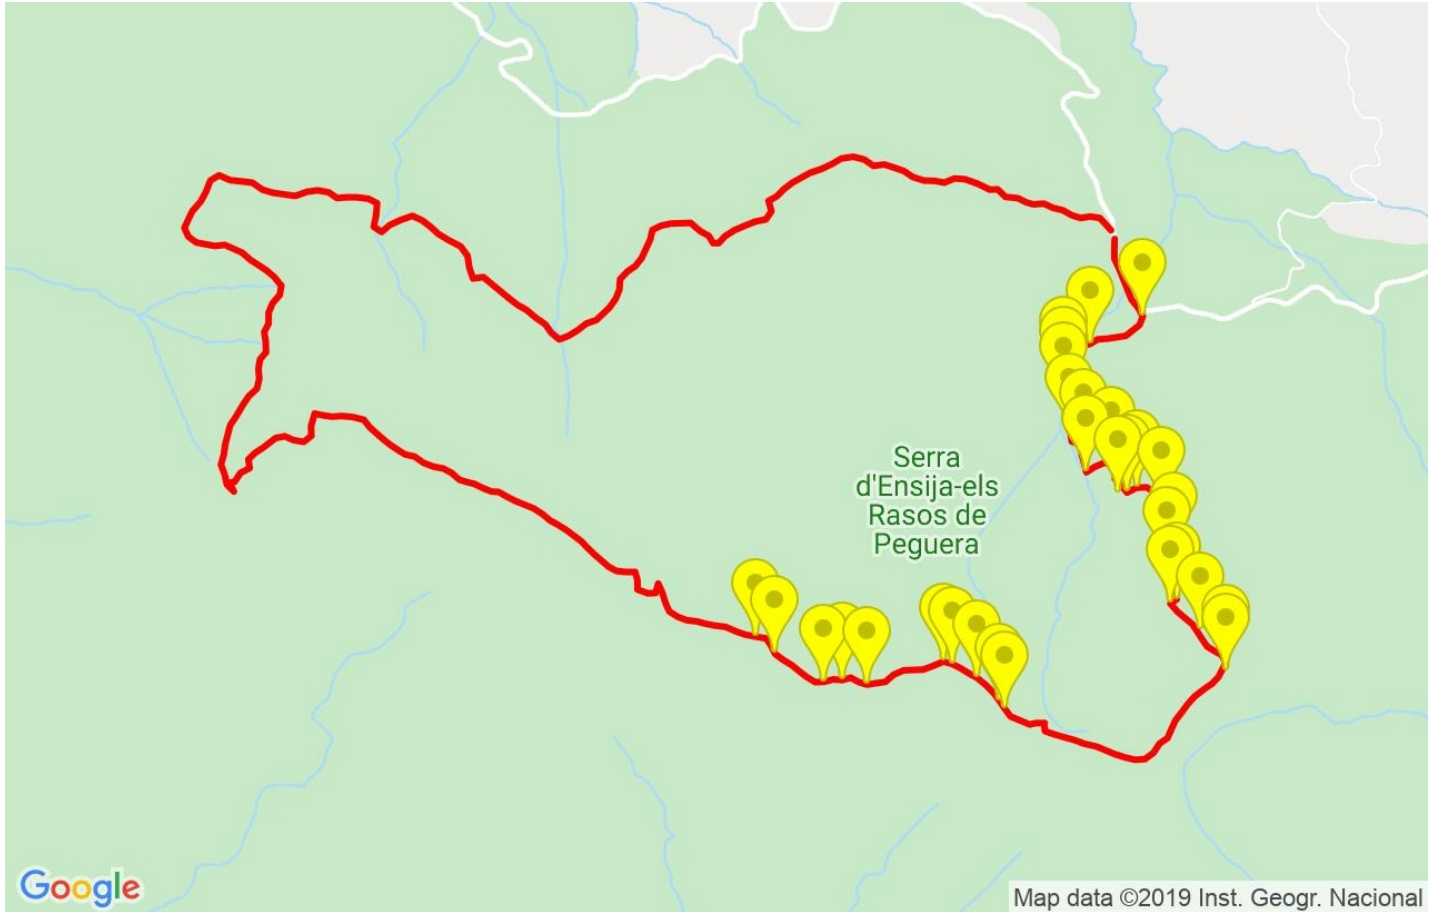 Serra
d'Ensija-els
Rasos de
Peguera
Google
Map data ©2019 Inst. Geogr. Nacional